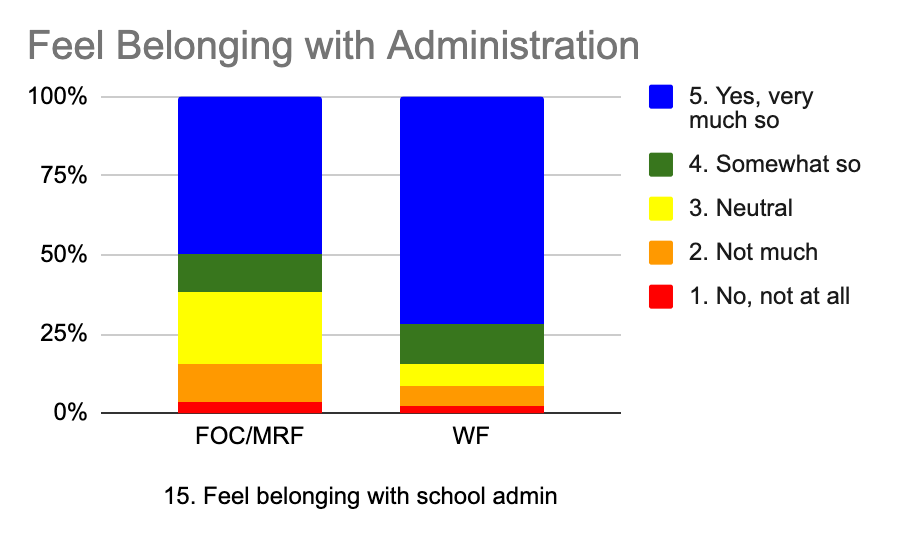 Feel Belonging with Administration
100%
75%
50%
25%
0%
FOC/MRF
WF
15. Feel belonging with school admin
5. Yes, very
much so
4. Somewhat so
3. Neutral
2. Not much
1. No, not at all